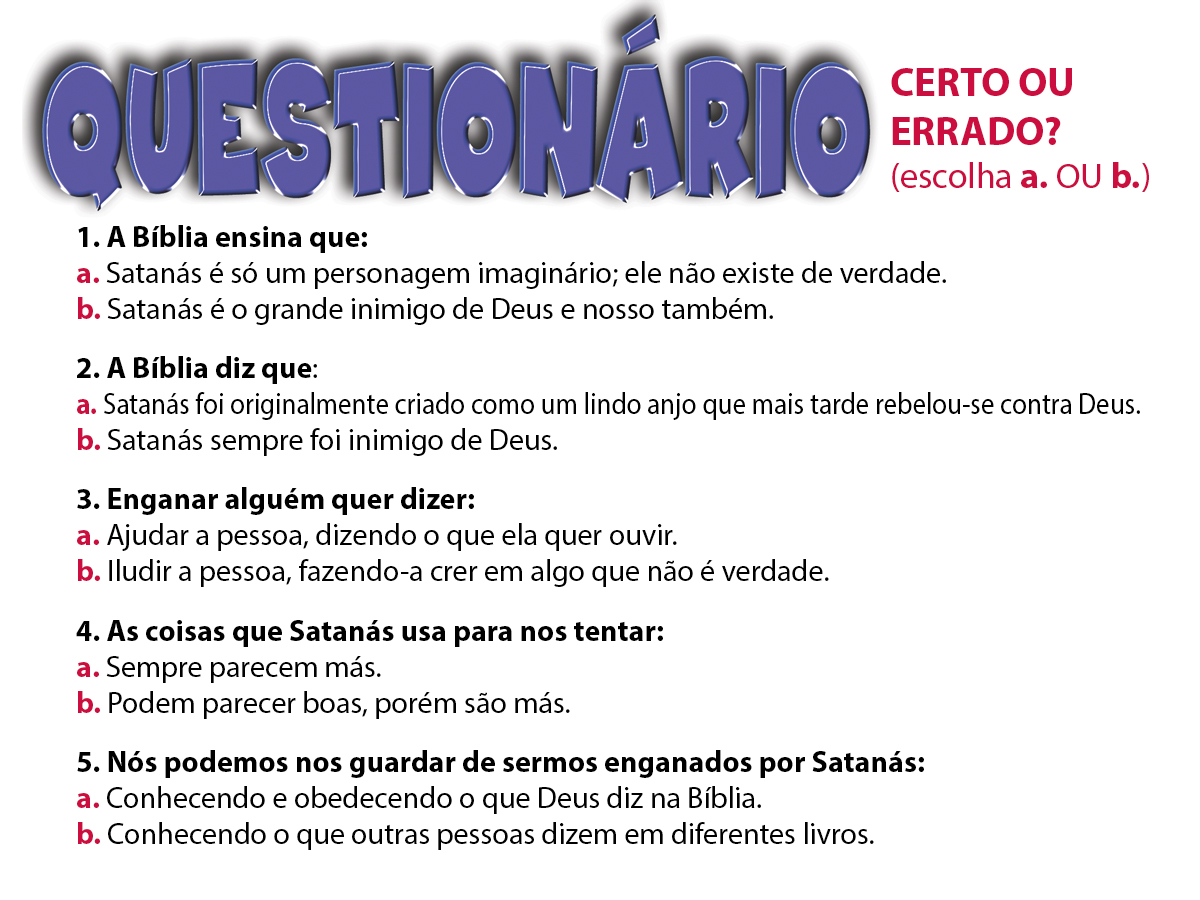 QUESTIONÁRIO
CERTO OU
ERRADO?
(escolha a. OU b.)
1. A Bíblia ensina que:
a. Satanás é só um personagem imaginário; ele não existe de verdade.
b. Satanás é o grande inimigo de Deus e nosso também.
2. A Bíblia diz que:
a. Satanás foi originalmente criado como um lindo anjo que mais tarde rebelou-se contra Deus.
b. Satanás sempre foi inimigo de Deus.
3. Enganar alguém quer dizer:
a. Ajudar a pessoa, dizendo o que ela quer ouvir.
b. Iludir a pessoa, fazendo-a crer em algo que não é verdade.
4. As coisas que Satanás usa para nos tentar:
a. Sempre parecem más.
b. Podem parecer boas, porém são más.
5. Nós podemos nos guardar de sermos enganados por Satanás:
a. Conhecendo e obedecendo o que Deus diz na Bíblia.
b. Conhecendo o que outras pessoas dizem em diferentes livros.